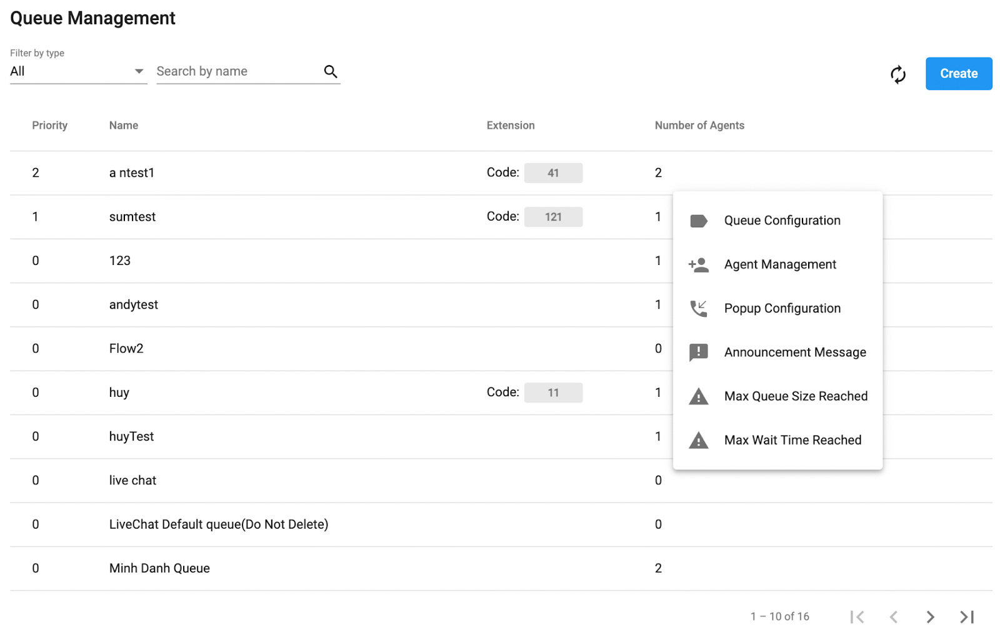 Queue Management
Filter by type
All
Search by name
Create
Priority Name Extension Number of Agents
2 a ntest1 Code: 41 2
1 sumtest Code: 121 1
0 123 1
0 andytest 1
0 Flow2 0
0 huy Code: 11 1
0 huyTest 1
0 live chat 0
0 LiveChat Default queue(Do Not Delete) 0
0 Minh Danh Queue 2
Queue Configuration
Agent Management
Popup Configuration
Announcement Message
Max Queue Size Reached
Max Wait Time Reached
1 – 10 of 16